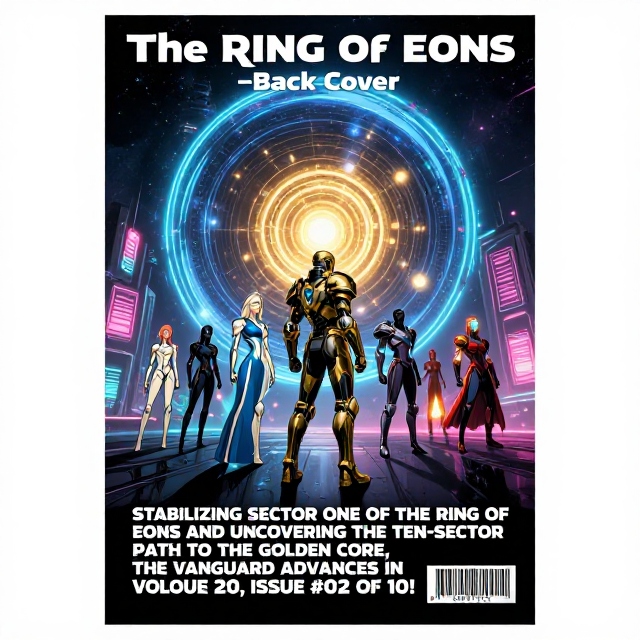 The RING OF EONS
–Back Cover
STABILIZING SECTOR ONE OF THE RING OF
EONS AND UNCOVERING THE TEN-SECTOR
PATH TO THE GOLDEN CORE,
THE VANGUARD ADVANCES IN
VOLOUE 20, ISSUE #02 OF 10!